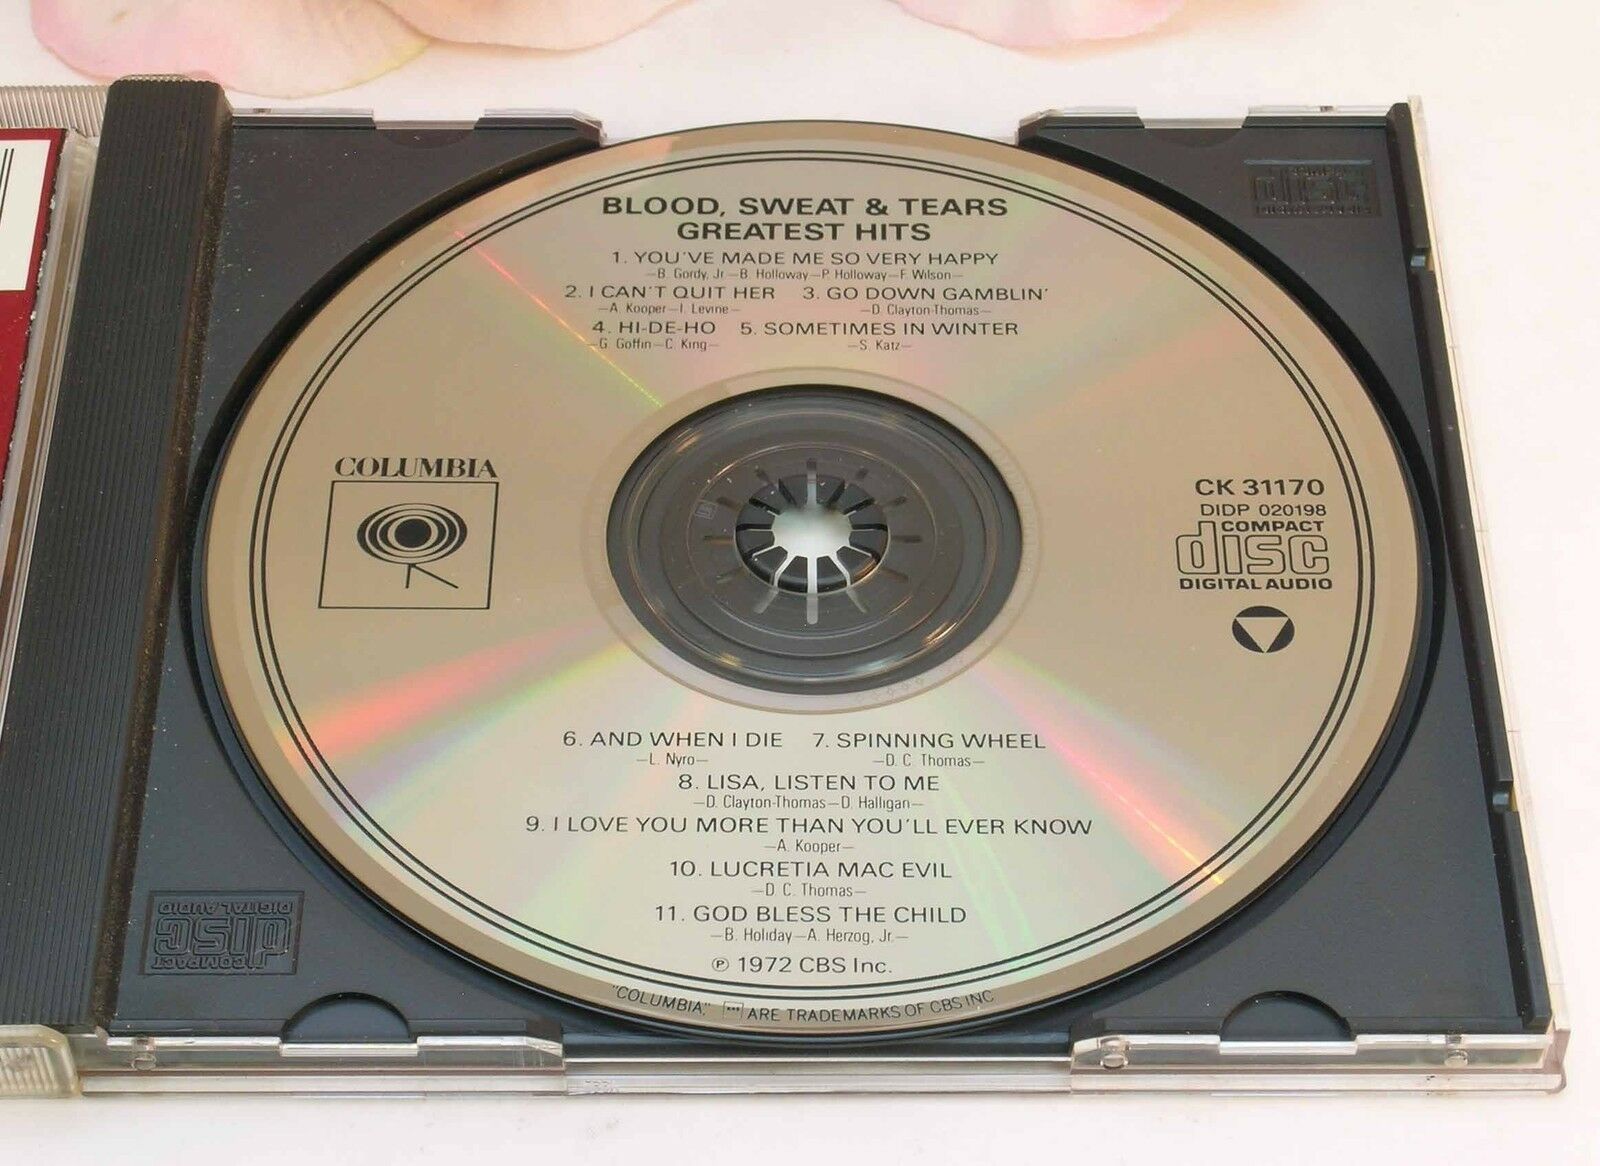 BLOOD, SWEAT & TEARS
GREATEST HITS
1. YOU'VE MADE ME SO VERY HAPPY
—B. Gordy, Jr.—B. Holloway—P. Holloway—F. Wilson—
2. I CAN'T QUIT HER 3. GO DOWN GAMBLIN'
—A. Kooper—I. Levine— —D. Clayton-Thomas—
4. HI-DE-HO 5. SOMETIMES IN WINTER
—G. Goffin—C. King— —S. Katz—
COLUMBIA
CK 31170
DIDP 020198
COMPACT
disc
DIGITAL AUDIO
6. AND WHEN I DIE 7. SPINNING WHEEL
—L. Nyro— —D. C. Thomas—
8. LISA, LISTEN TO ME
—D. Clayton-Thomas—D. Halligan—
9. I LOVE YOU MORE THAN YOU'LL EVER KNOW
—A. Kooper—
10. LUCRETIA MAC EVIL
—D. C. Thomas—
11. GOD BLESS THE CHILD
—B. Holiday—A. Herzog, Jr.—
℗ 1972 CBS Inc.
"COLUMBIA," ARE TRADEMARKS OF CBS INC
COMPACT
disc
DIGITAL AUDIO
COMPACT
disc
DIGITAL AUDIO